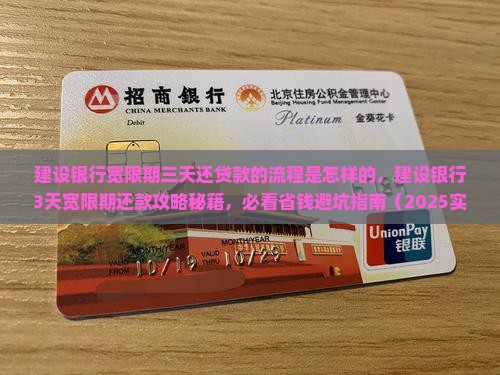 招商银行
CHINA MERCHANTS BANK
北京住房公积金管理中心
Beijing Housing Fund Management Center
Debit
Platinum 金葵花卡
建设银行宽限期三天还贷款的流程是怎样的，建设银行
3天宽限期还款攻略秘籍，必看省钱避坑指南（2025实
VALID FROM 10/19 VALID THRU 10/29
UnionPay
银联